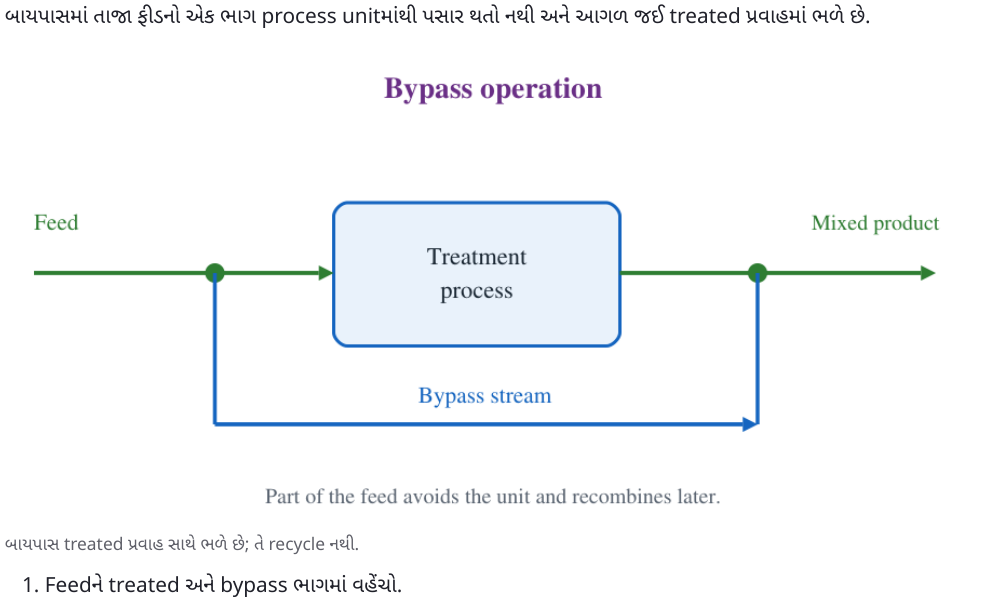 બાયપાસમાં તાજા ફીડનો એક ભાગ process unitમાંથી પસાર થતો નથી અને આગળ જઈ treated પ્રવાહમાં ભળે છે.
Bypass operation
Feed
Mixed product
Treatment
process
Bypass stream
Part of the feed avoids the unit and recombines later.
બાયપાસ treated પ્રવાહ સાથે ભળે છે; તે recycle નથી.
1. Feedને treated અને bypass ભાગમાં વહેંચો.